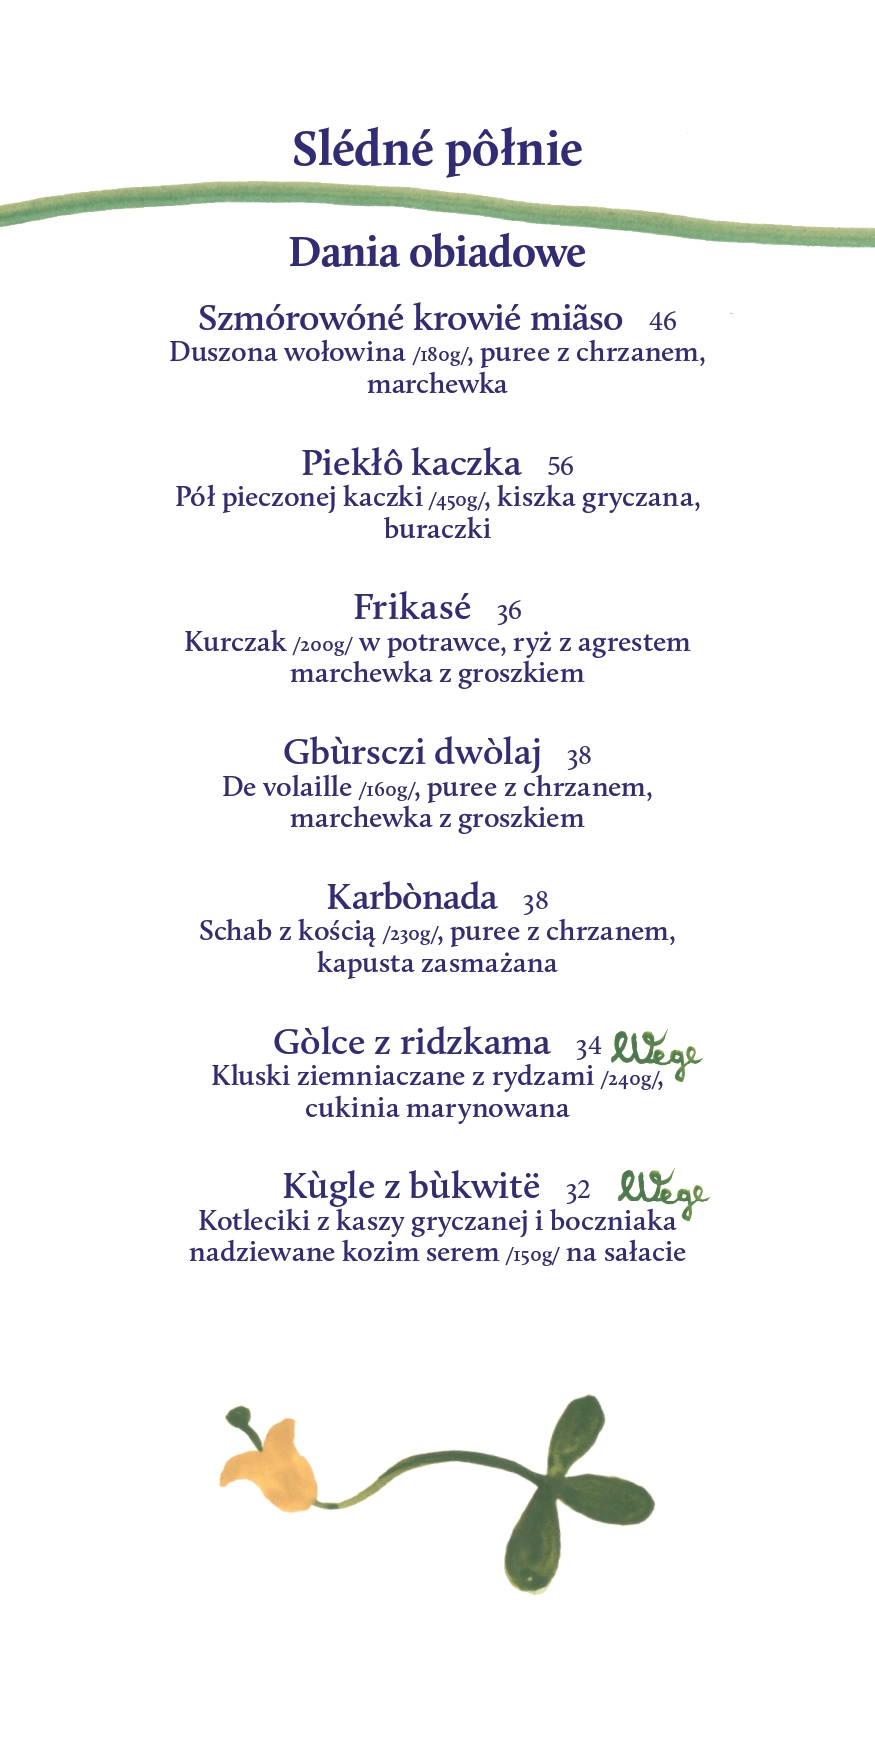 Slédné pôłnie
Dania obiadowe
Szmórowóné krowié miãso 46
Duszona wołowina /180g/, puree z chrzanem,
marchewka
Piekłô kaczka 56
Pół pieczonej kaczki /450g/, kiszka gryczana,
buraczki
Frikasé 36
Kurczak /200g/ w potrawce, ryż z agrestem
marchewka z groszkiem
Gbùrsczi dwòlaj 38
De volaille /160g/, puree z chrzanem,
marchewka z groszkiem
Karbònada 38
Schab z kością /230g/, puree z chrzanem,
kapusta zasmażana
Gòlce z ridzkama 34 Wege
Kluski ziemniaczane z rydzami /240g/,
cukinia marynowana
Kùgle z bùkwitë 32 Wege
Kotleciki z kaszy gryczanej i boczniaka
nadziewane kozim serem /150g/ na sałacie